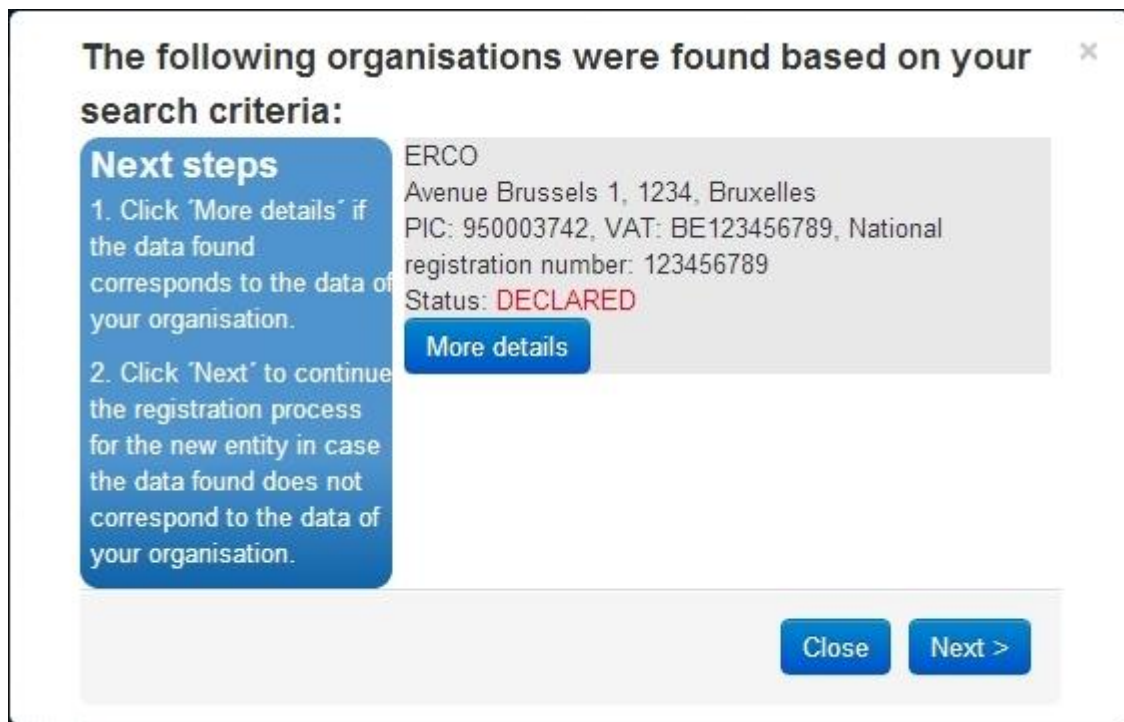 The following organisations were found based on your
search criteria:
×
Next steps
1. Click ´More details´ if
the data found
corresponds to the data of
your organisation.
2. Click ´Next´ to continue
the registration process
for the new entity in case
the data found does not
correspond to the data of
your organisation.
ERCO
Avenue Brussels 1, 1234, Bruxelles
PIC: 950003742, VAT: BE123456789, National
registration number: 123456789
Status: DECLARED
More details
Close
Next >